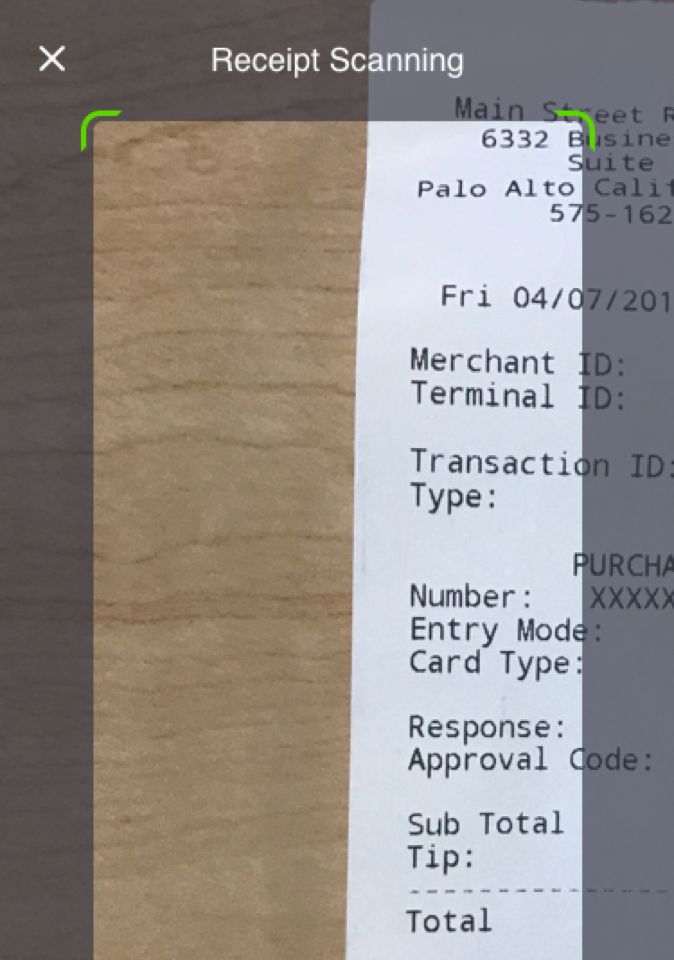 Receipt Scanning
Main Street R
6332 Busine
Suite
Palo Alto Calif
575-162
Fri 04/07/201
Merchant ID:
Terminal ID:
Transaction ID:
Type:
PURCHA
Number: XXXXX
Entry Mode:
Card Type:
Response:
Approval Code:
Sub Total
Tip:
Total